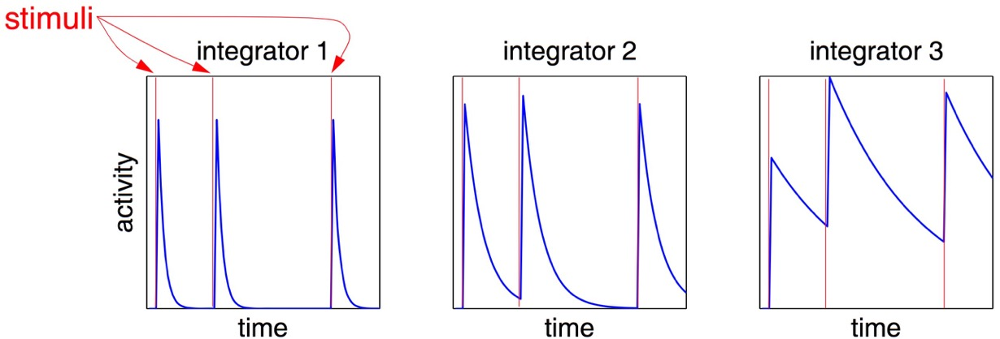 stimuli
integrator 1
integrator 2
integrator 3
activity
time
time
time